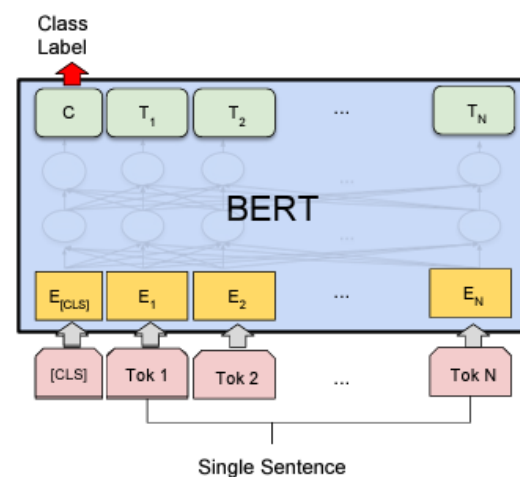 Class
Label
C T1 T2 ... TN
...
BERT
...
E[CLS] E1 E2 ... EN
[CLS] Tok 1 Tok 2 ... Tok N
Single Sentence